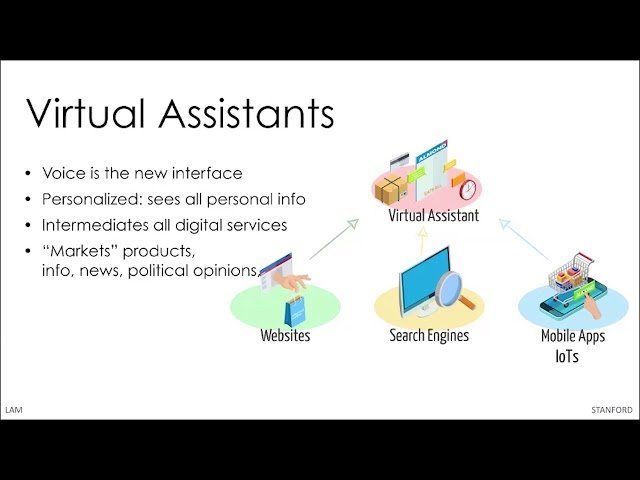 Virtual Assistants
• Voice is the new interface
• Personalized: sees all personal info
• Intermediates all digital services
• “Markets” products,
info, news, political opinions,
ALMOND
Virtual Assistant
Websites
Search Engines
Mobile Apps
IoTs
LAM
STANFORD